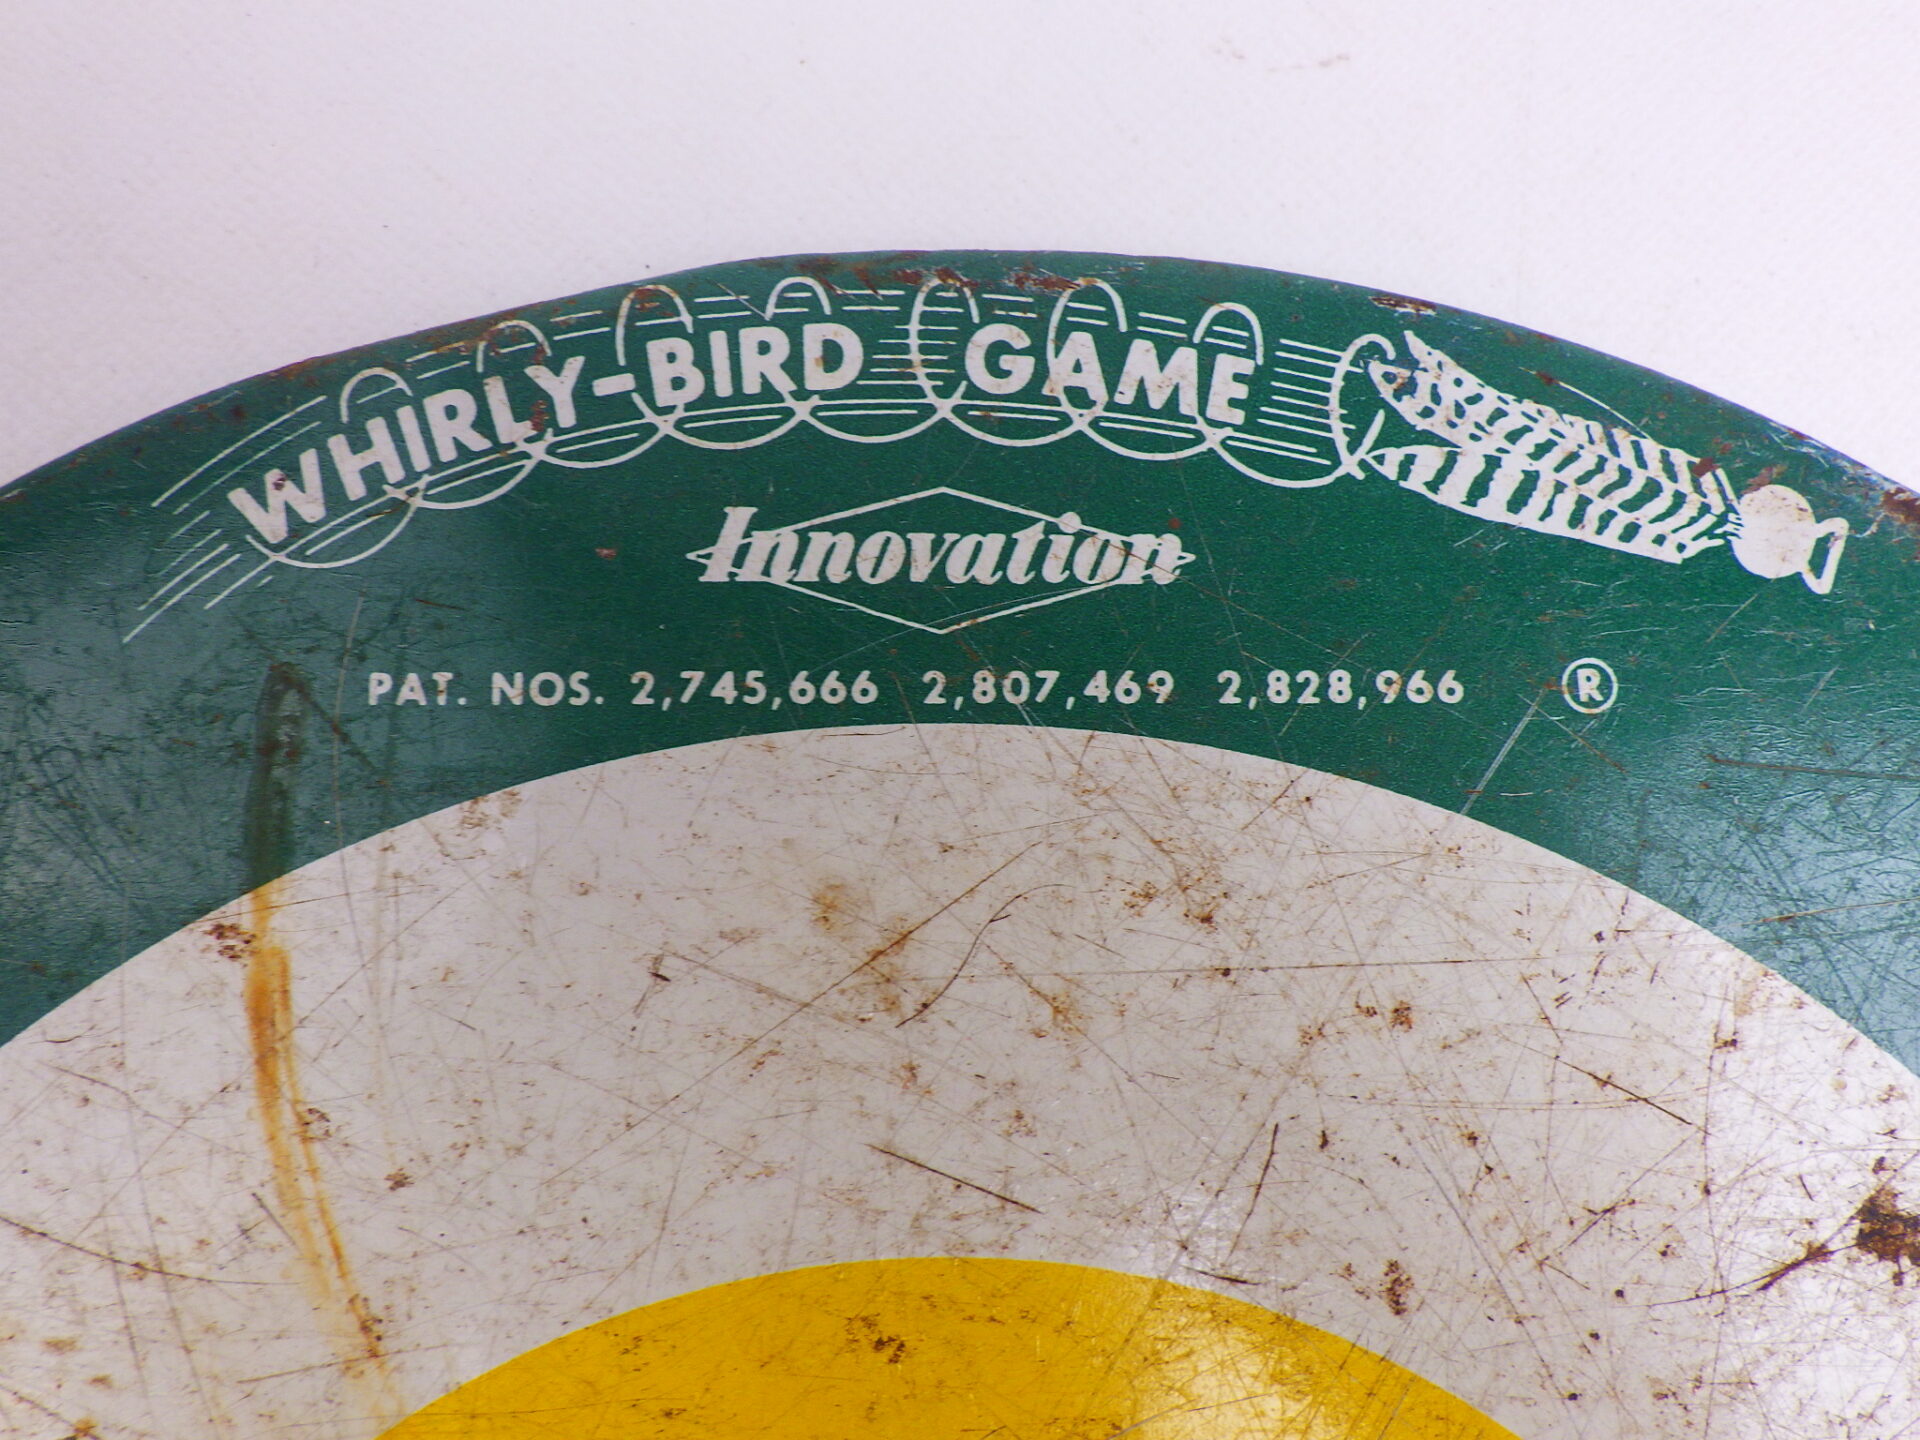 WHIRLY-BIRD GAME
Innovation
PAT. NOS. 2,745,666 2,807,469 2,828,966 ®